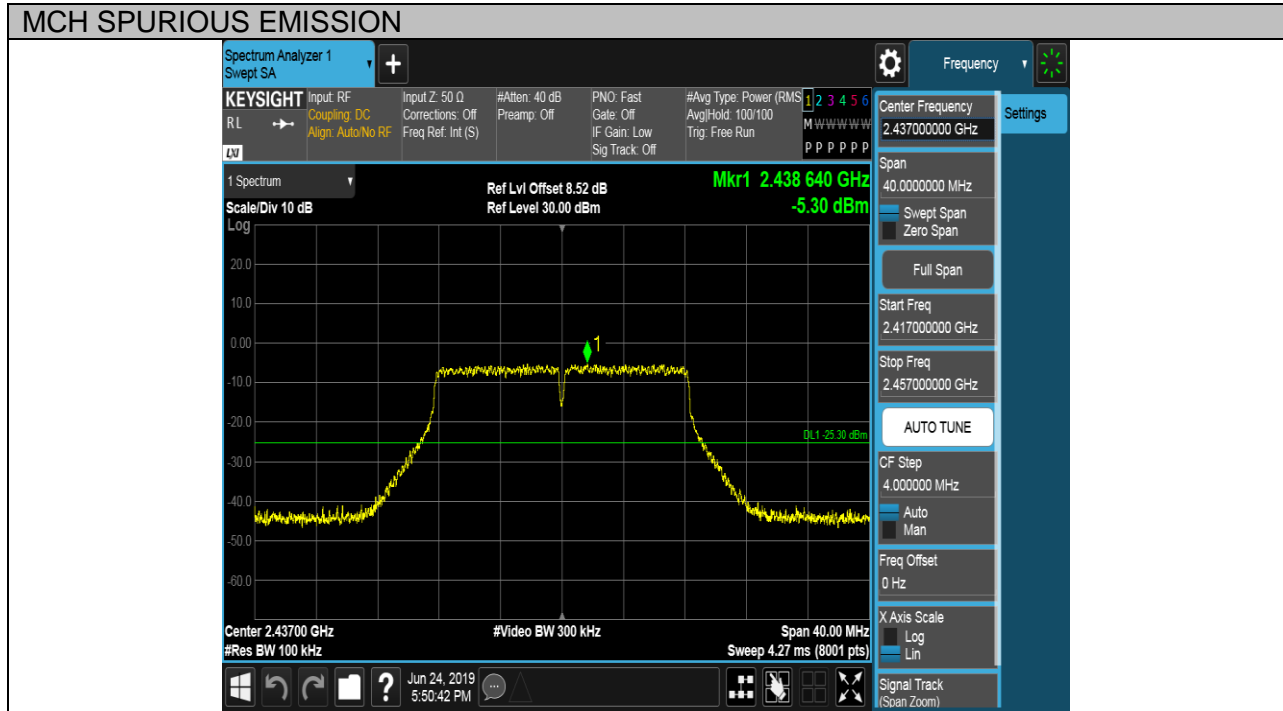 MCH SPURIOUS EMISSION
Spectrum Analyzer 1
Swept SA
Frequency
KEYSIGHT
RL
LXI
Input: RF
Coupling: DC
Align: Auto/No RF
Input Z: 50 Ω
Corrections: Off
Freq Ref: Int (S)
#Atten: 40 dB
Preamp: Off
PNO: Fast
Gate: Off
IF Gain: Low
Sig Track: Off
#Avg Type: Power (RMS
Avg|Hold: 100/100
Trig: Free Run
1 2 3 4 5 6
M W W W W W
P P P P P P
1 Spectrum
Scale/Div 10 dB
Log
Ref Lvl Offset 8.52 dB
Ref Level 30.00 dBm
Mkr1 2.438 640 GHz
-5.30 dBm
20.0
10.0
0.00
-10.0
-20.0
-30.0
-40.0
-50.0
-60.0
1
DL1 -25.30 dBm
Center 2.43700 GHz
#Res BW 100 kHz
#Video BW 300 kHz
Span 40.00 MHz
Sweep 4.27 ms (8001 pts)
Jun 24, 2019
5:50:42 PM
Center Frequency
2.437000000 GHz
Settings
Span
40.0000000 MHz
Swept Span
Zero Span
Full Span
Start Freq
2.417000000 GHz
Stop Freq
2.457000000 GHz
AUTO TUNE
CF Step
4.000000 MHz
Auto
Man
Freq Offset
0 Hz
X Axis Scale
Log
Lin
Signal Track
(Span Zoom)